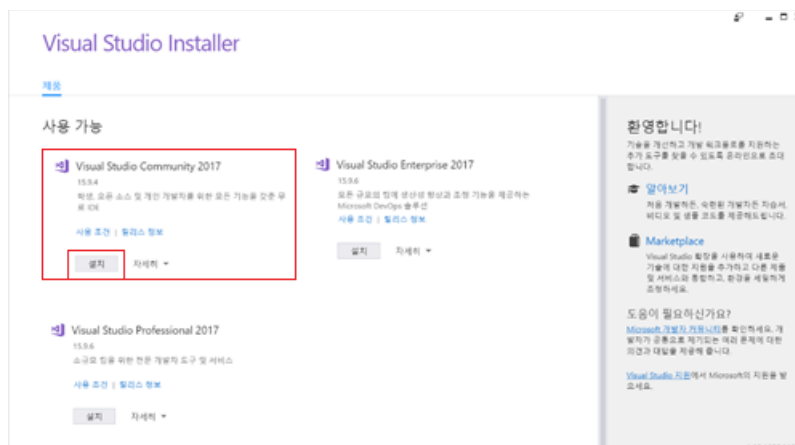 Visual Studio Installer
제품
사용 가능
Visual Studio Community 2017
15.9.4
학생, 오픈 소스 및 개인 개발자를 위한 모든 기능을 갖춘 무
료 IDE
사용 조건 | 릴리스 정보
설치 자세히
Visual Studio Enterprise 2017
15.9.6
모든 규모의 팀에 생산성 향상과 조정 기능을 제공하는
Microsoft DevOps 솔루션
사용 조건 | 릴리스 정보
설치 자세히
Visual Studio Professional 2017
15.9.6
소규모 팀을 위한 전문 개발자 도구 및 서비스
사용 조건 | 릴리스 정보
설치 자세히
환영합니다!
기술을 개선하고 개발 워크플로를 지원하는
추가 도구를 찾을 수 있도록 온라인으로 초대
합니다.
알아보기
처음 개발하든, 숙련된 개발자든 자습서,
비디오 및 샘플 코드를 제공해드립니다.
Marketplace
Visual Studio 확장을 사용하여 새로운
기술에 대한 지원을 추가하고 다른 제품
및 서비스와 통합하고, 환경을 세밀하게
조정하세요.
도움이 필요하신가요?
Microsoft 개발자 커뮤니티를 확인하세요. 개
발자가 공통으로 제기되는 여러 문제에 대한
의견과 대답을 제공해 줍니다.
Visual Studio 지원에서 Microsoft의 지원을 받
으세요.